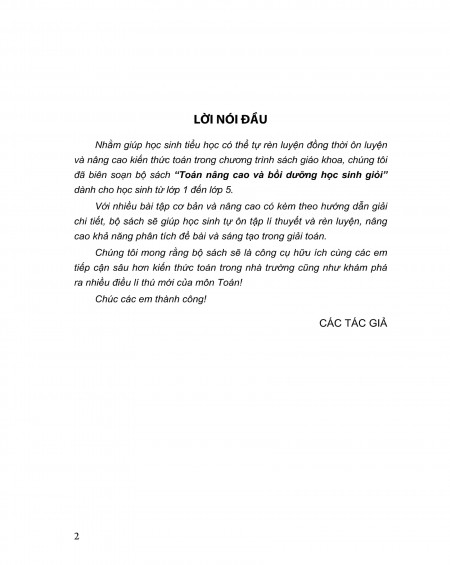 LỜI NÓI ĐẦU
Nhằm giúp học sinh tiểu học có thể tự rèn luyện đồng thời ôn luyện
và nâng cao kiến thức toán trong chương trình sách giáo khoa, chúng tôi
đã biên soạn bộ sách “Toán nâng cao và bồi dưỡng học sinh giỏi”
dành cho học sinh từ lớp 1 đến lớp 5.
Với nhiều bài tập cơ bản và nâng cao có kèm theo hướng dẫn giải
chi tiết, bộ sách sẽ giúp học sinh tự ôn tập lí thuyết và rèn luyện, nâng
cao khả năng phân tích đề bài và sáng tạo trong giải toán.
Chúng tôi mong rằng bộ sách sẽ là công cụ hữu ích cùng các em
tiếp cận sâu hơn kiến thức toán trong nhà trường cũng như khám phá
ra nhiều điều lí thú mới của môn Toán!
Chúc các em thành công!
CÁC TÁC GIẢ
2